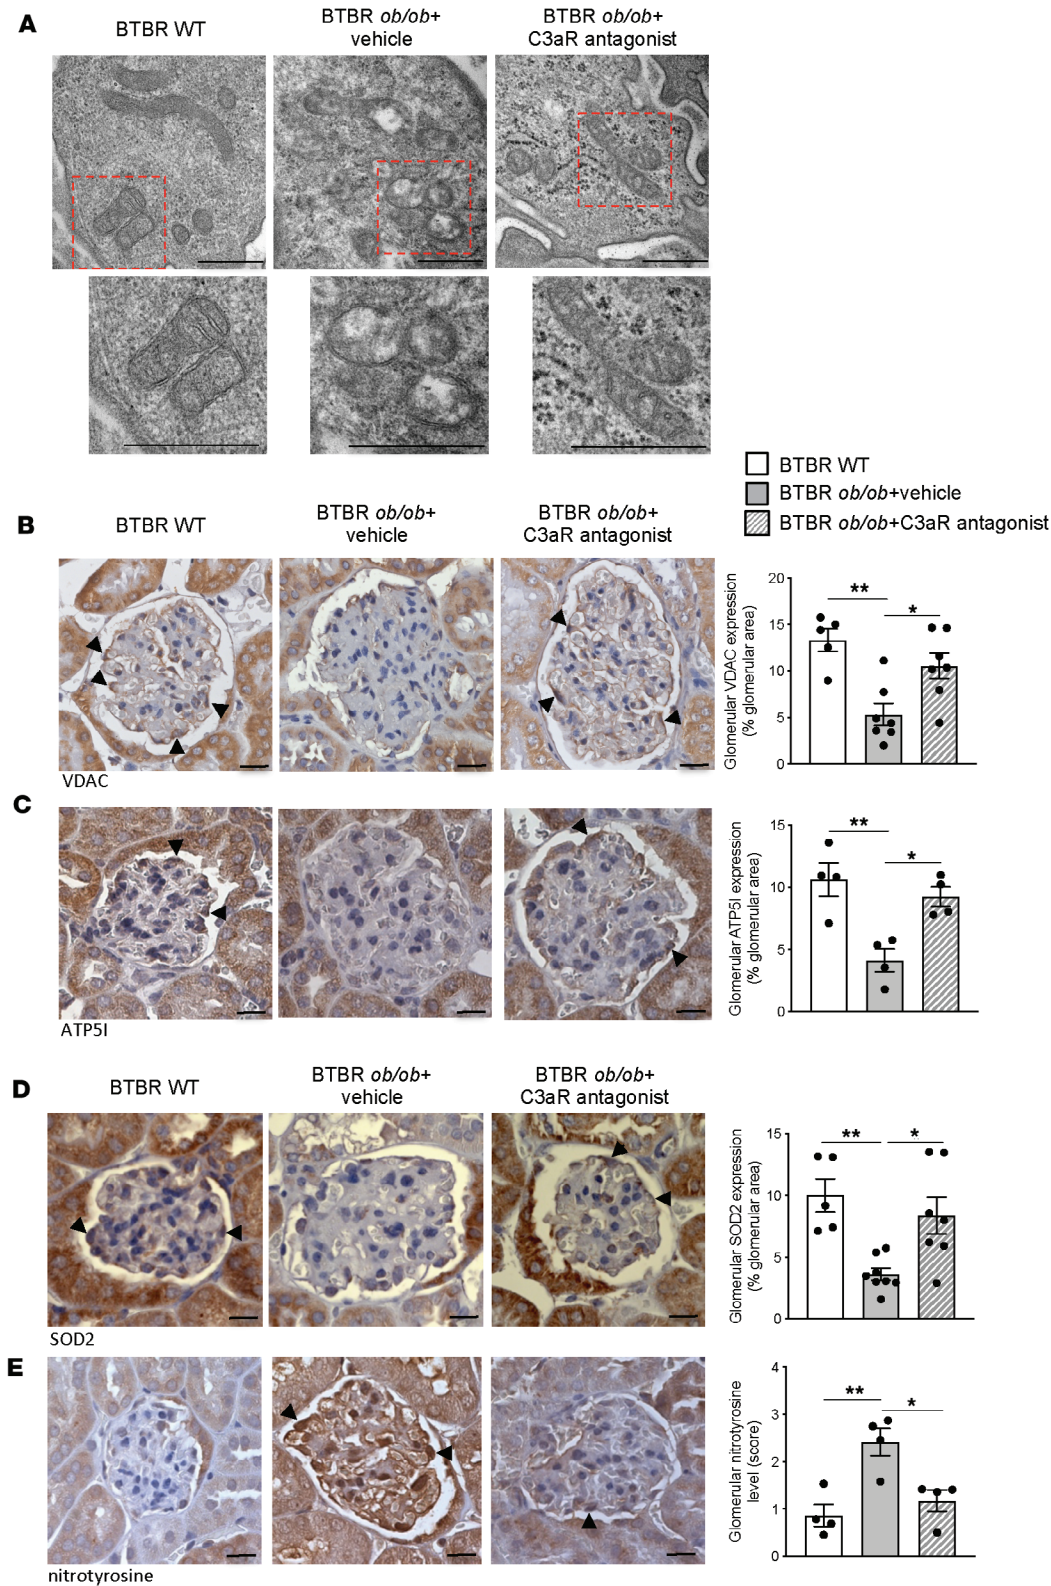 A
BTBR WT
BTBR ob/ob+
vehicle
BTBR ob/ob+
C3aR antagonist
BTBR WT
BTBR ob/ob+vehicle
BTBR ob/ob+C3aR antagonist
B
BTBR WT
BTBR ob/ob+
vehicle
BTBR ob/ob+
C3aR antagonist
VDAC
Glomerular VDAC expression
(% glomerular area)
20
15
10
5
0
**
*
C
ATP5I
Glomerular ATP5I expression
(% glomerular area)
15
10
5
0
**
*
D
BTBR WT
BTBR ob/ob+
vehicle
BTBR ob/ob+
C3aR antagonist
SOD2
Glomerular SOD2 expression
(% glomerular area)
15
10
5
0
**
*
E
nitrotyrosine
Glomerular nitrotyrosine
level (score)
4
3
2
1
0
**
*